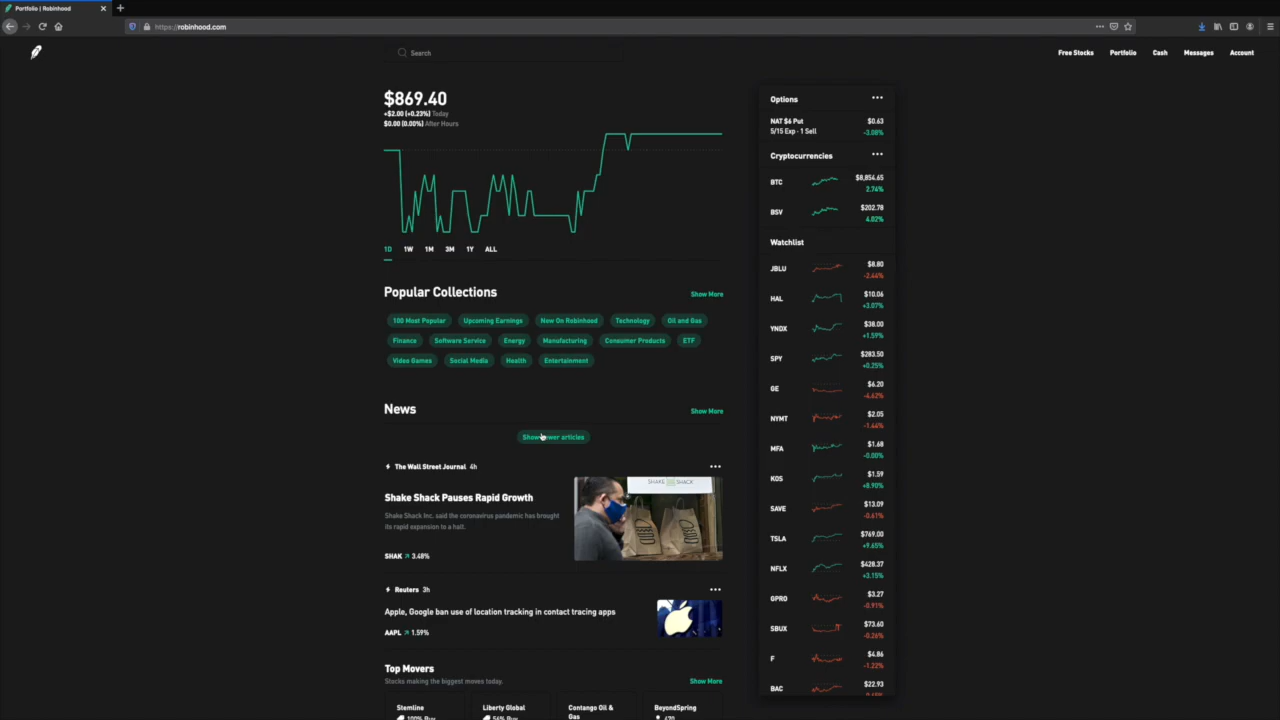 Portfolio | Robinhood
https://robinhood.com
Search
Free Stocks
Portfolio
Cash
Messages
Account
$869.40
+$2.00 (+0.23%) Today
$0.00 (0.00%) After Hours
1D 1W 1M 3M 1Y ALL
Popular Collections
Show More
100 Most Popular
Upcoming Earnings
New On Robinhood
Technology
Oil and Gas
Finance
Software Service
Energy
Manufacturing
Consumer Products
ETF
Video Games
Social Media
Health
Entertainment
News
Show More
articles
The Wall Street Journal 4h
Shake Shack Pauses Rapid Growth
Shake Shack Inc. said the coronavirus pandemic has brought
its rapid expansion to a halt.
SHAK ↗ 3.48%
SHAKE SHACK
Reuters 3h
Apple, Google ban use of location tracking in contact tracing apps
AAPL ↗ 1.59%
Top Movers
Stocks making the biggest moves today.
Show More
Stemline
100% Buy
Liberty Global
54% Buy
Contango Oil &
Gas
BeyondSpring
Options
NAT $6 Put
$0.63
5/15 Exp · 1 Sell
-3.08%
Cryptocurrencies
BTC
$8,854.65
2.74%
BSV
$202.78
4.02%
Watchlist
JBLU
$8.80
-2.44%
HAL
$10.06
+3.07%
YNDX
$38.00
+1.59%
SPY
$283.50
+0.25%
GE
$6.20
-4.62%
NYMT
$2.05
-1.44%
MFA
$1.68
-0.00%
KOS
$1.59
+8.90%
SAVE
$13.09
-0.61%
TSLA
$769.00
+9.65%
NFLX
$428.37
+3.15%
GPRO
$3.27
-0.91%
SBUX
$73.60
-0.26%
F
$4.86
-1.22%
BAC
$22.93